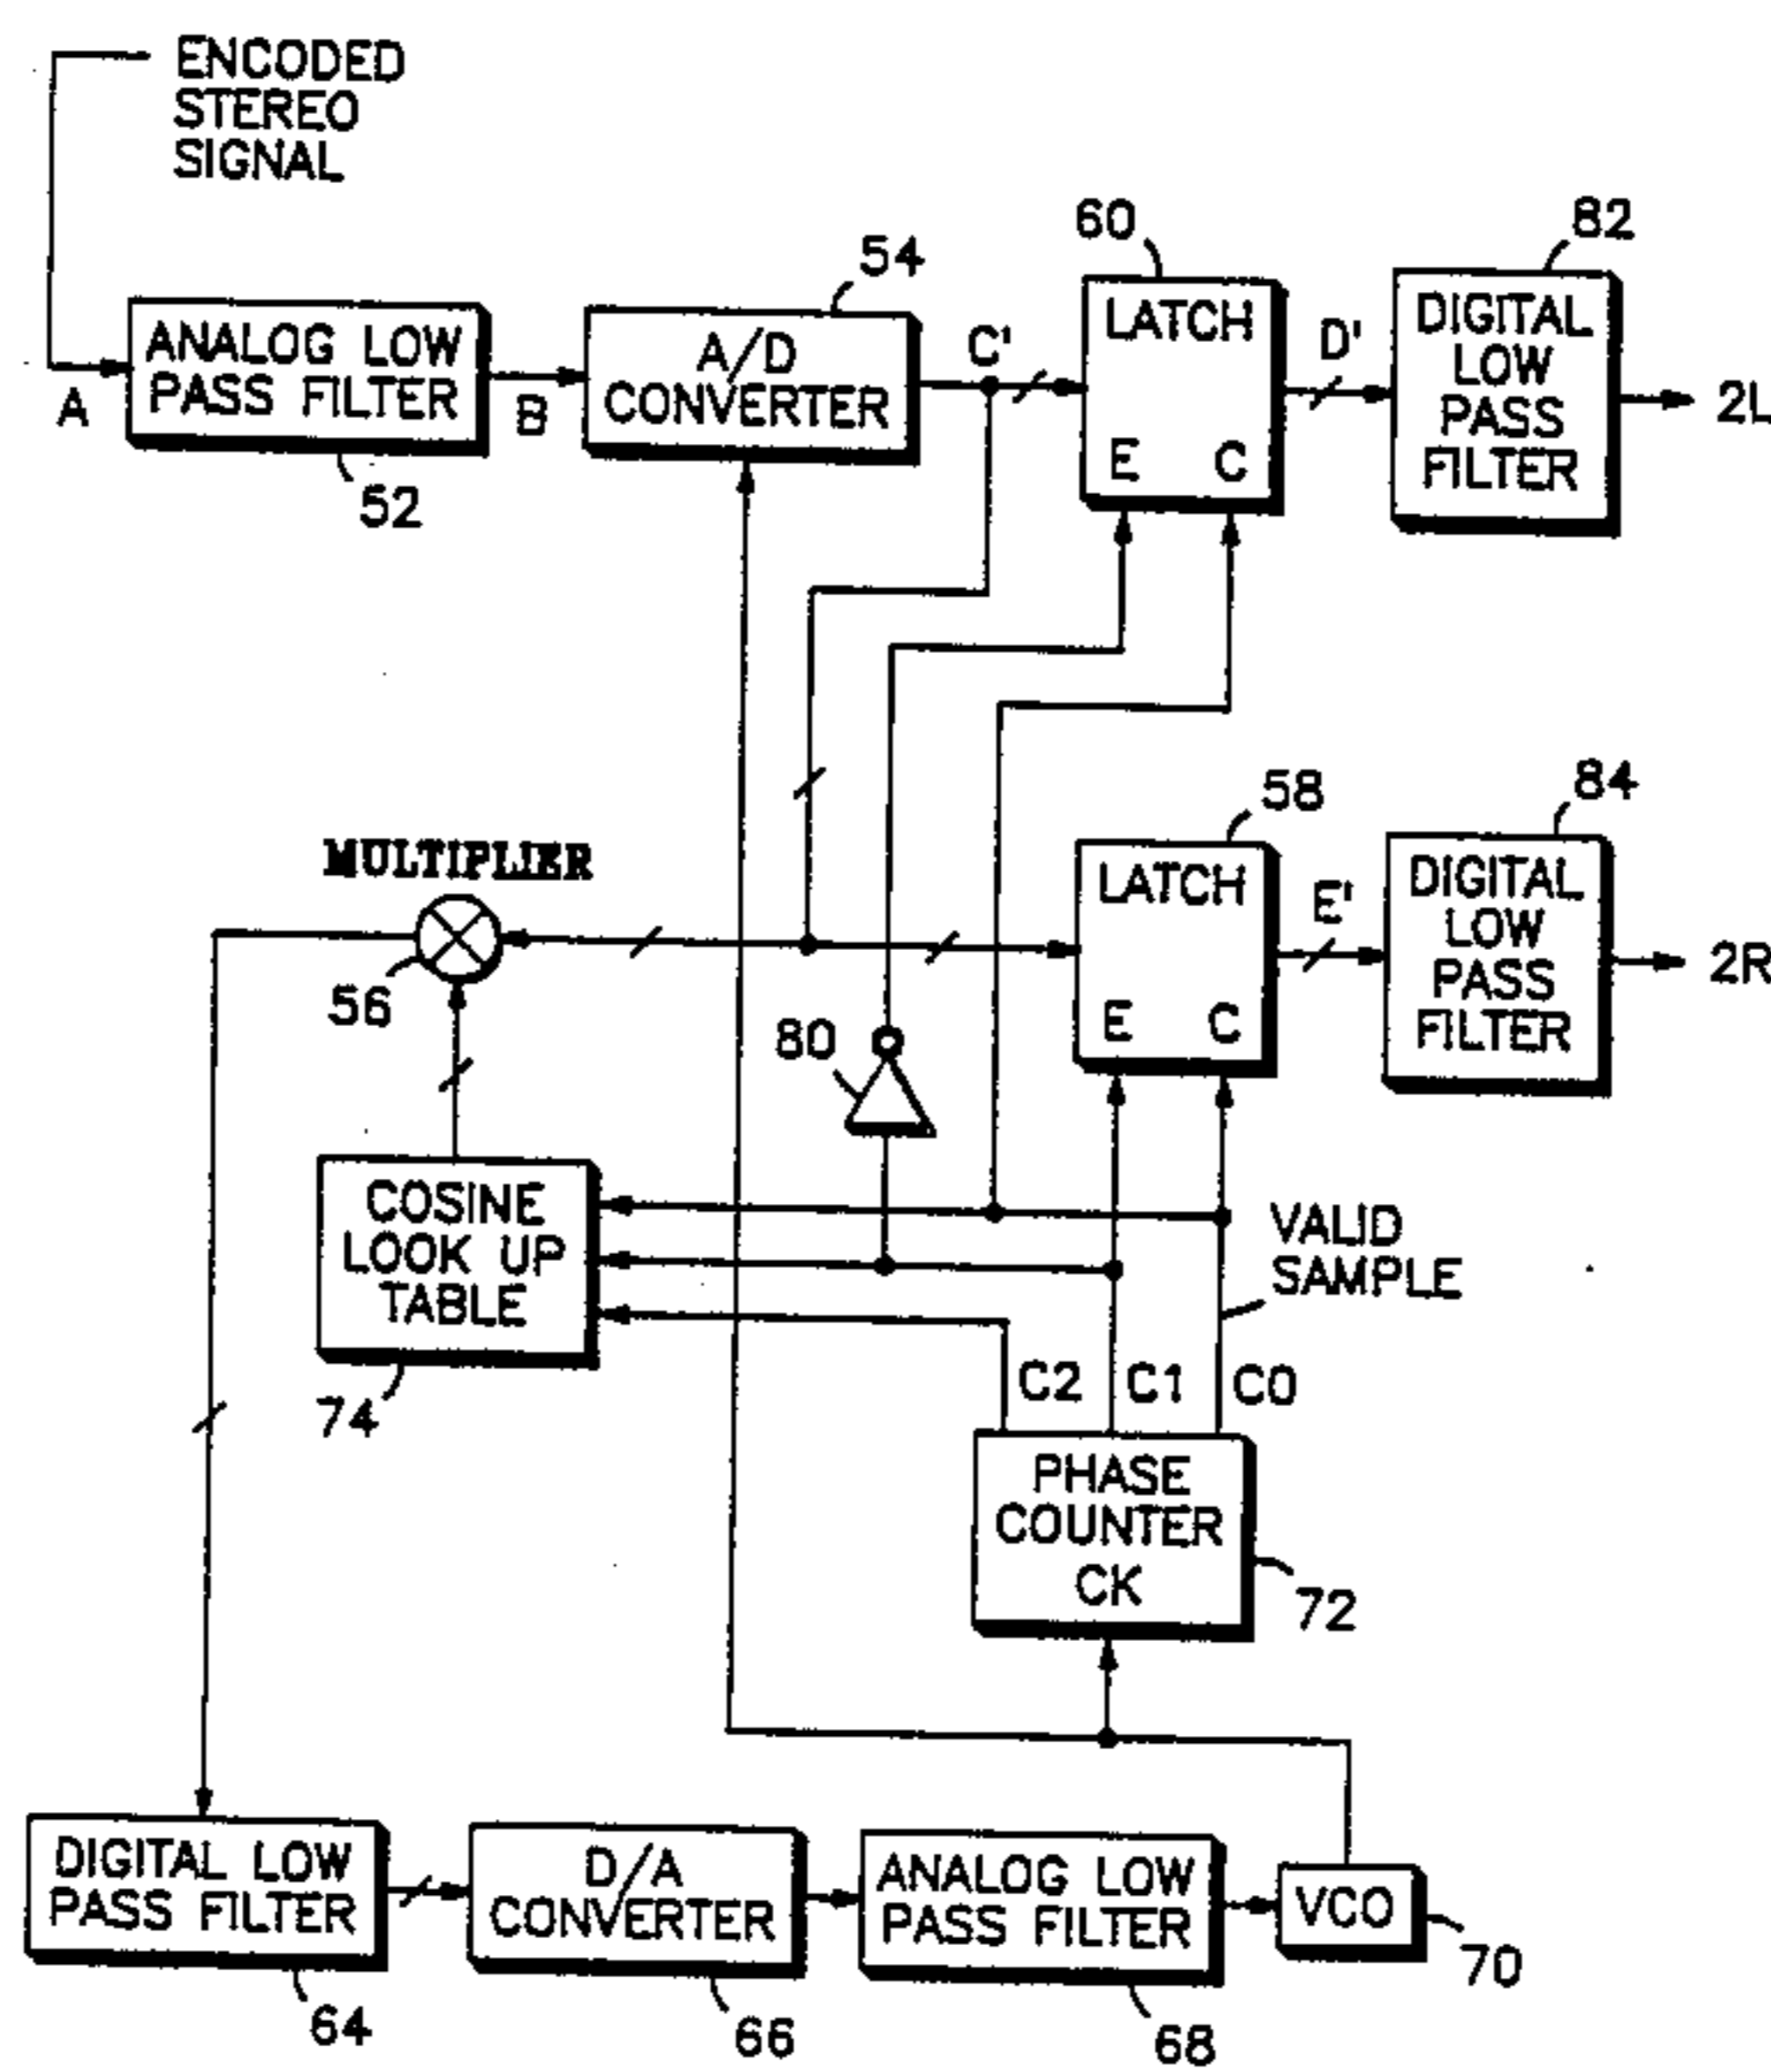 ENCODED
STEREO
SIGNAL
60
82
54
LATCH
DIGITAL
LOW
PASS
FILTER
ANALOG LOW
PASS FILTER
A/D
CONVERTER
C'
D'
2L
A
B
E C
52
58
84
MULTIPLIER
LATCH
DIGITAL
LOW
PASS
FILTER
E'
2R
56
80
E C
COSINE
LOOK UP
TABLE
VALID
SAMPLE
74
C2 C1 C0
PHASE
COUNTER
CK
72
DIGITAL LOW
PASS FILTER
D/A
CONVERTER
ANALOG LOW
PASS FILTER
VCO
64
66
68
70